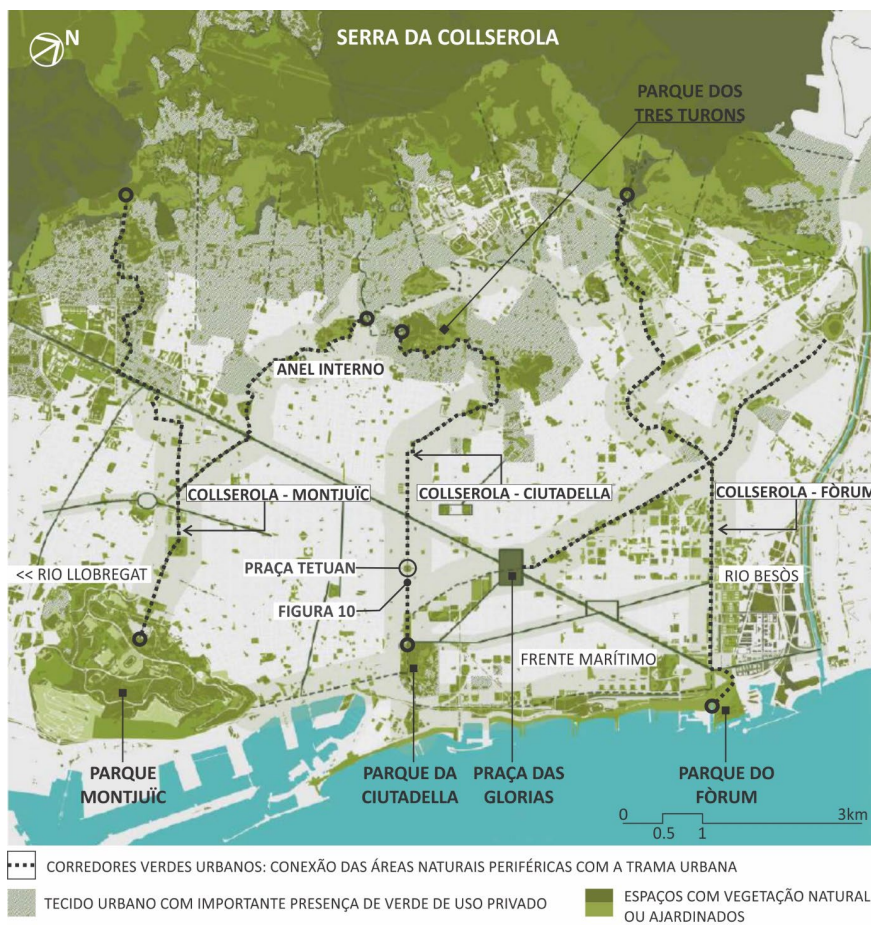 N
SERRA DA COLLSEROLA
PARQUE DOS
TRES TURONS
ANEL INTERNO
COLLSEROLA - MONTJUÏC
COLLSEROLA - CIUTADELLA
COLLSEROLA - FÒRUM
PRAÇA TETUAN
<< RIO LLOBREGAT
RIO BESÒS
FIGURA 10
FRENTE MARÍTIMO
PARQUE
MONTJUÏC
PARQUE DA
CIUTADELLA
PRAÇA DAS
GLORIAS
PARQUE DO
FÒRUM
0 3km
0.5 1
CORREDORES VERDES URBANOS: CONEXÃO DAS ÁREAS NATURAIS PERIFÉRICAS COM A TRAMA URBANA
TECIDO URBANO COM IMPORTANTE PRESENÇA DE VERDE DE USO PRIVADO
ESPAÇOS COM VEGETAÇÃO NATURAL
OU AJARDINADOS